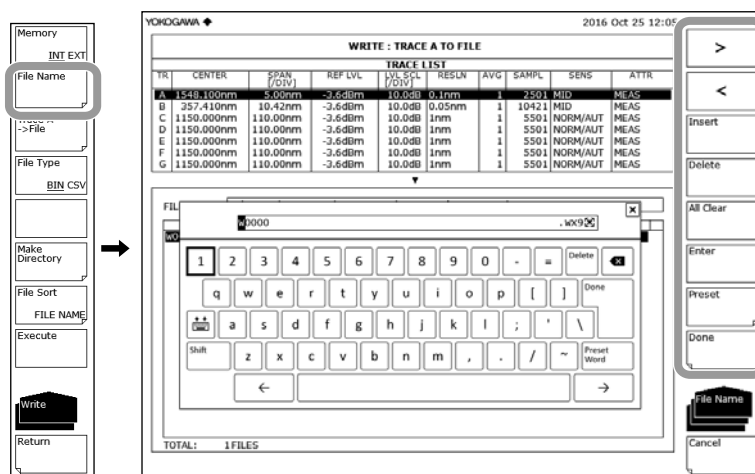 Memory
INT EXT
File Name
->File
File Type
BIN CSV
Make
Directory
File Sort
FILE NAME
Execute
Write
Return
YOKOGAWA
2016 Oct 25 12:05
WRITE : TRACE A TO FILE
TRACE LIST
TR CENTER SPAN [/DIV] REF LVL LVL SCL [/DIV] RESLN AVG SAMPL SENS ATTR
A 1548.100nm 5.00nm -3.6dBm 10.0dB 0.1nm 1 2501 MID MEAS
B 357.410nm 10.42nm -3.6dBm 10.0dB 0.05nm 1 10421 MID MEAS
C 1150.000nm 110.00nm -3.6dBm 10.0dB 1nm 1 5501 NORM/AUT MEAS
D 1150.000nm 110.00nm -3.6dBm 10.0dB 1nm 1 5501 NORM/AUT MEAS
E 1150.000nm 110.00nm -3.6dBm 10.0dB 1nm 1 5501 NORM/AUT MEAS
F 1150.000nm 110.00nm -3.6dBm 10.0dB 1nm 1 5501 NORM/AUT MEAS
G 1150.000nm 110.00nm -3.6dBm 10.0dB 1nm 1 5501 NORM/AUT MEAS
FIL
W0000 .WX9
1 2 3 4 5 6 7 8 9 0 - = Delete
q w e r t y u i o p [ ] Done
a s d f g h j k l ; ' \
Shift z x c v b n m , . / ~ Preset Word
← →
TOTAL: 1FILES
>
<
Insert
Delete
All Clear
Enter
Preset
Done
File Name
Cancel